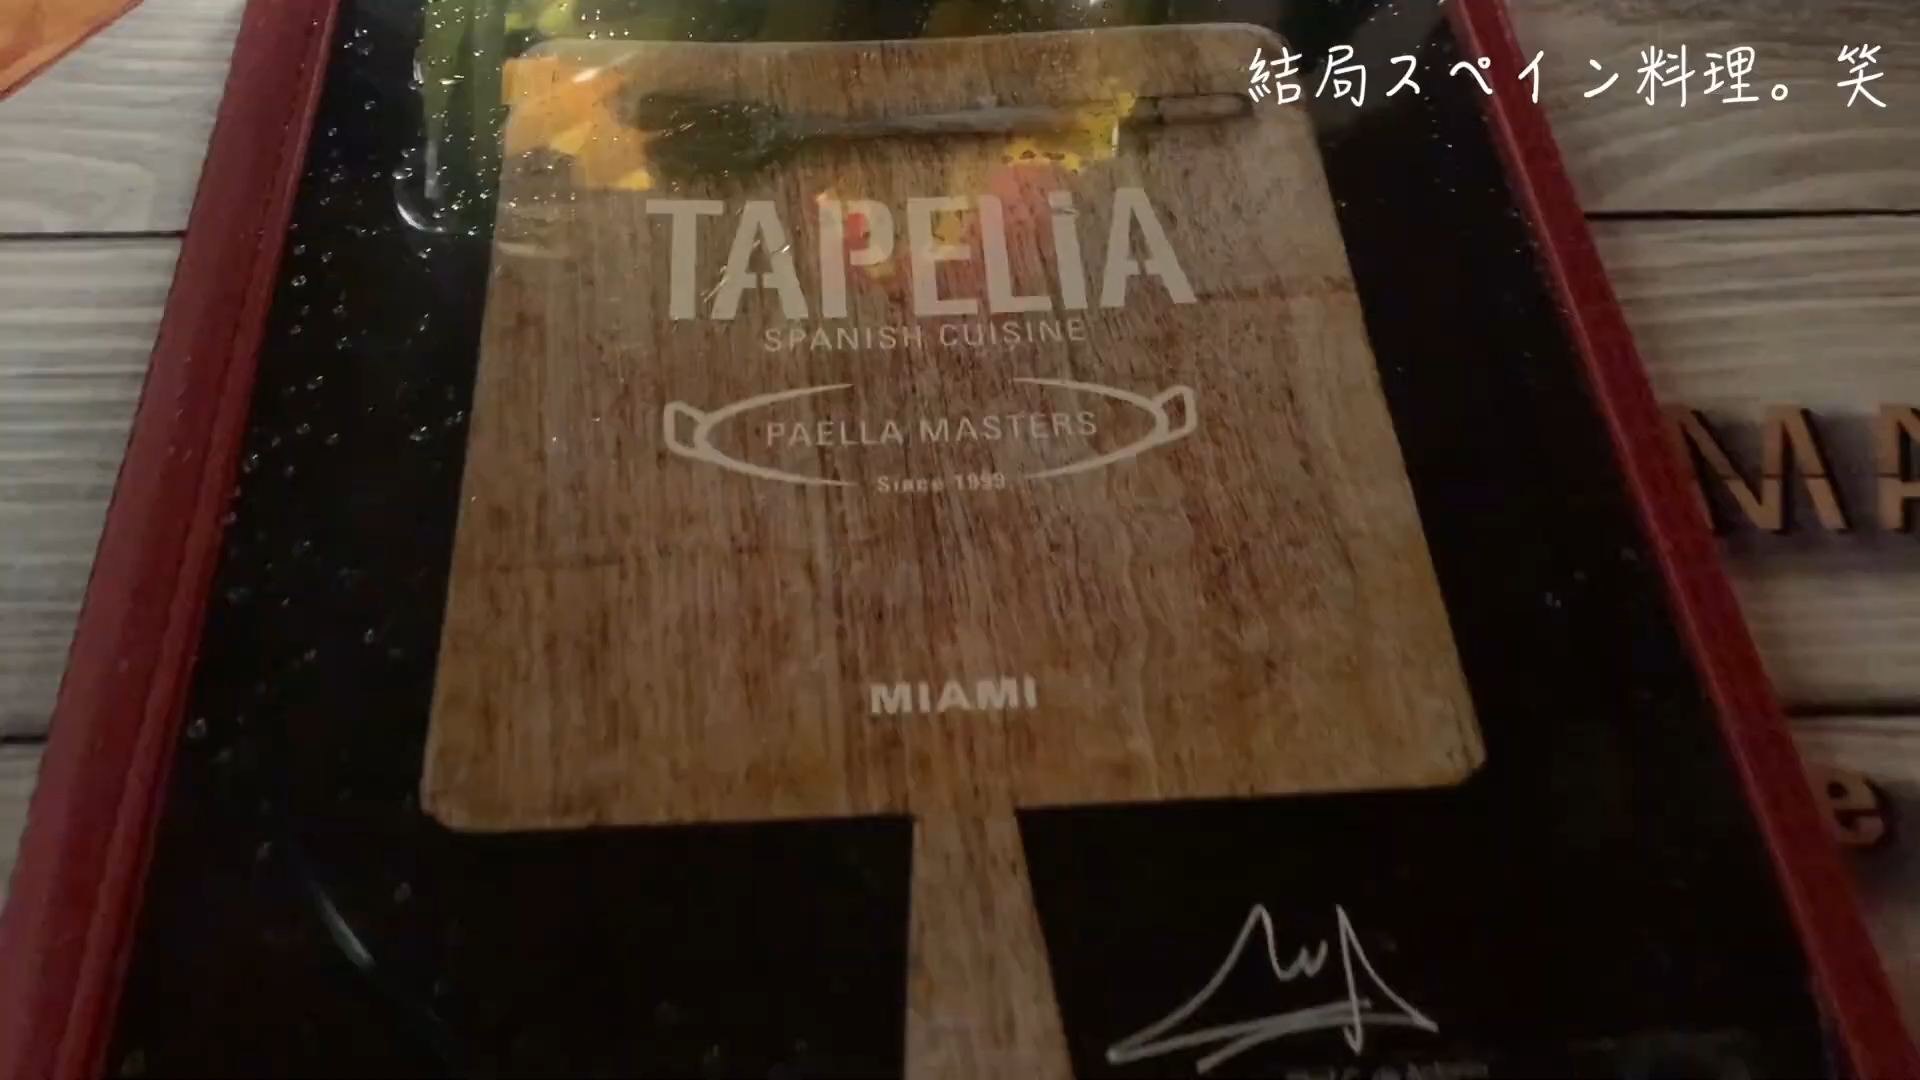 結局スペイン料理。笑
TAPELiA
SPANISH CUISINE
PAELLA MASTERS
Since 1999
MIAMI